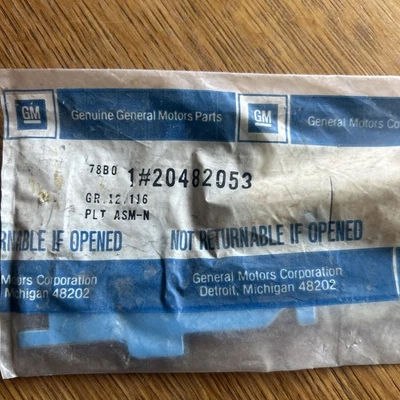 GM Genuine General Motors Parts GM General Motors Co
78B0 1#20482053
GR.12/116
PLT ASM-N
RNABLE IF OPENED NOT RETURNABLE IF OPENED
Motors Corporation General Motors Corporation
Michigan 48202 Detroit, Michigan 48202